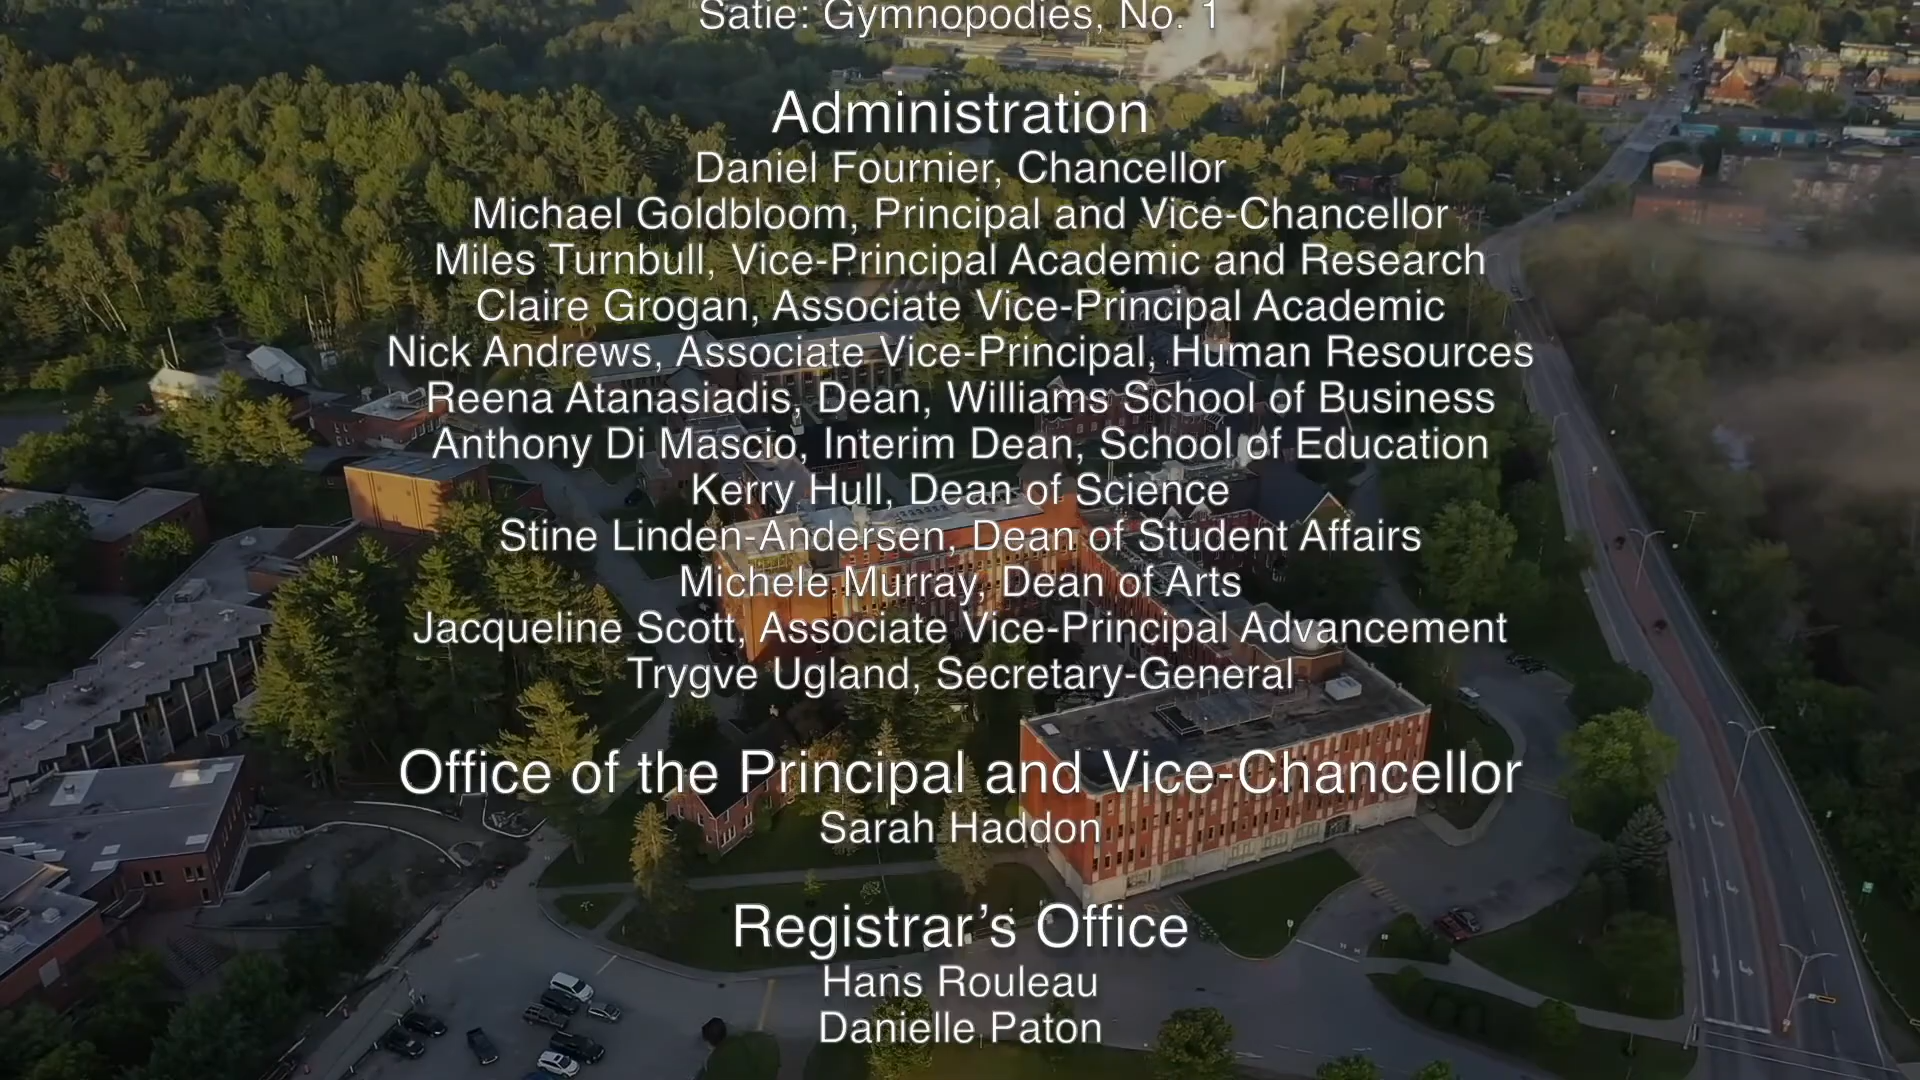 Satie: Gymnopodies, No. 1
Administration
Daniel Fournier, Chancellor
Michael Goldbloom, Principal and Vice-Chancellor
Miles Turnbull, Vice-Principal Academic and Research
Claire Grogan, Associate Vice-Principal Academic
Nick Andrews, Associate Vice-Principal, Human Resources
Reena Atanasiadis, Dean, Williams School of Business
Anthony Di Mascio, Interim Dean, School of Education
Kerry Hull, Dean of Science
Stine Linden-Andersen, Dean of Student Affairs
Michele Murray, Dean of Arts
Jacqueline Scott, Associate Vice-Principal Advancement
Trygve Ugland, Secretary-General
Office of the Principal and Vice-Chancellor
Sarah Haddon
Registrar’s Office
Hans Rouleau
Danielle Paton